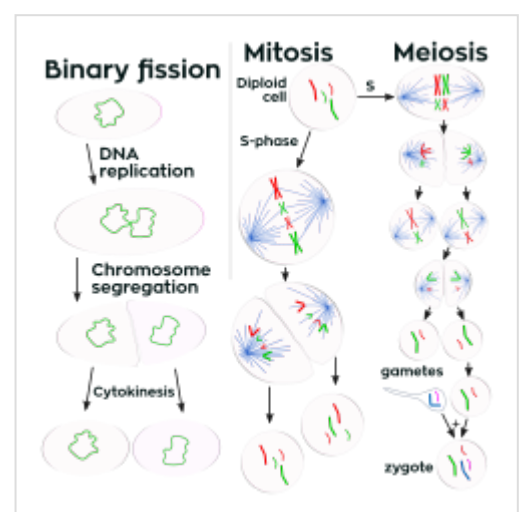 Binary fission
DNA
replication
Chromosome
segregation
Cytokinesis
Mitosis
Diploid
cell
S-phase
Meiosis
S
gametes
+
zygote